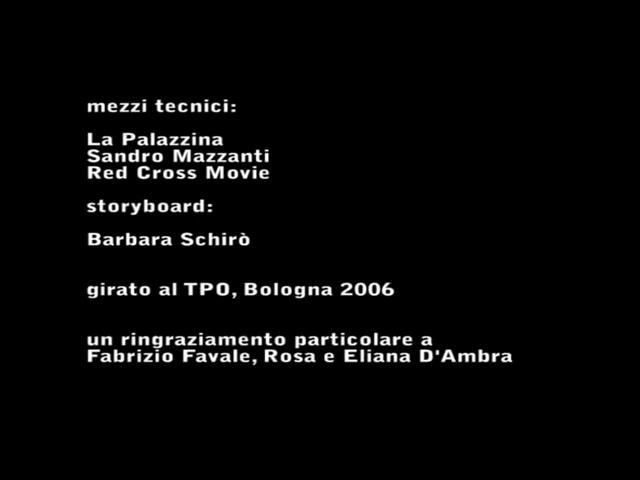 mezzi tecnici:
La Palazzina
Sandro Mazzanti
Red Cross Movie
storyboard:
Barbara Schirò
girato al TPO, Bologna 2006
un ringraziamento particolare a
Fabrizio Favale, Rosa e Eliana D'Ambra